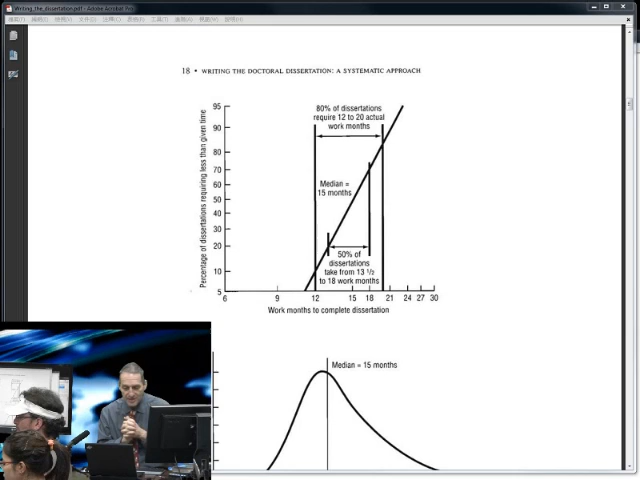 Writing_the_dissertation.pdf - Adobe Acrobat Pro
18 • WRITING THE DOCTORAL DISSERTATION: A SYSTEMATIC APPROACH
Percentage of dissertations requiring less than given time
95
90
80
70
60
50
40
30
20
10
5
80% of dissertations
require 12 to 20 actual
work months
Median =
15 months
50% of
dissertations
take from 13 1/2
to 18 work months
6
9
12
15
18
21
24
27
30
Work months to complete dissertation
Median = 15 months